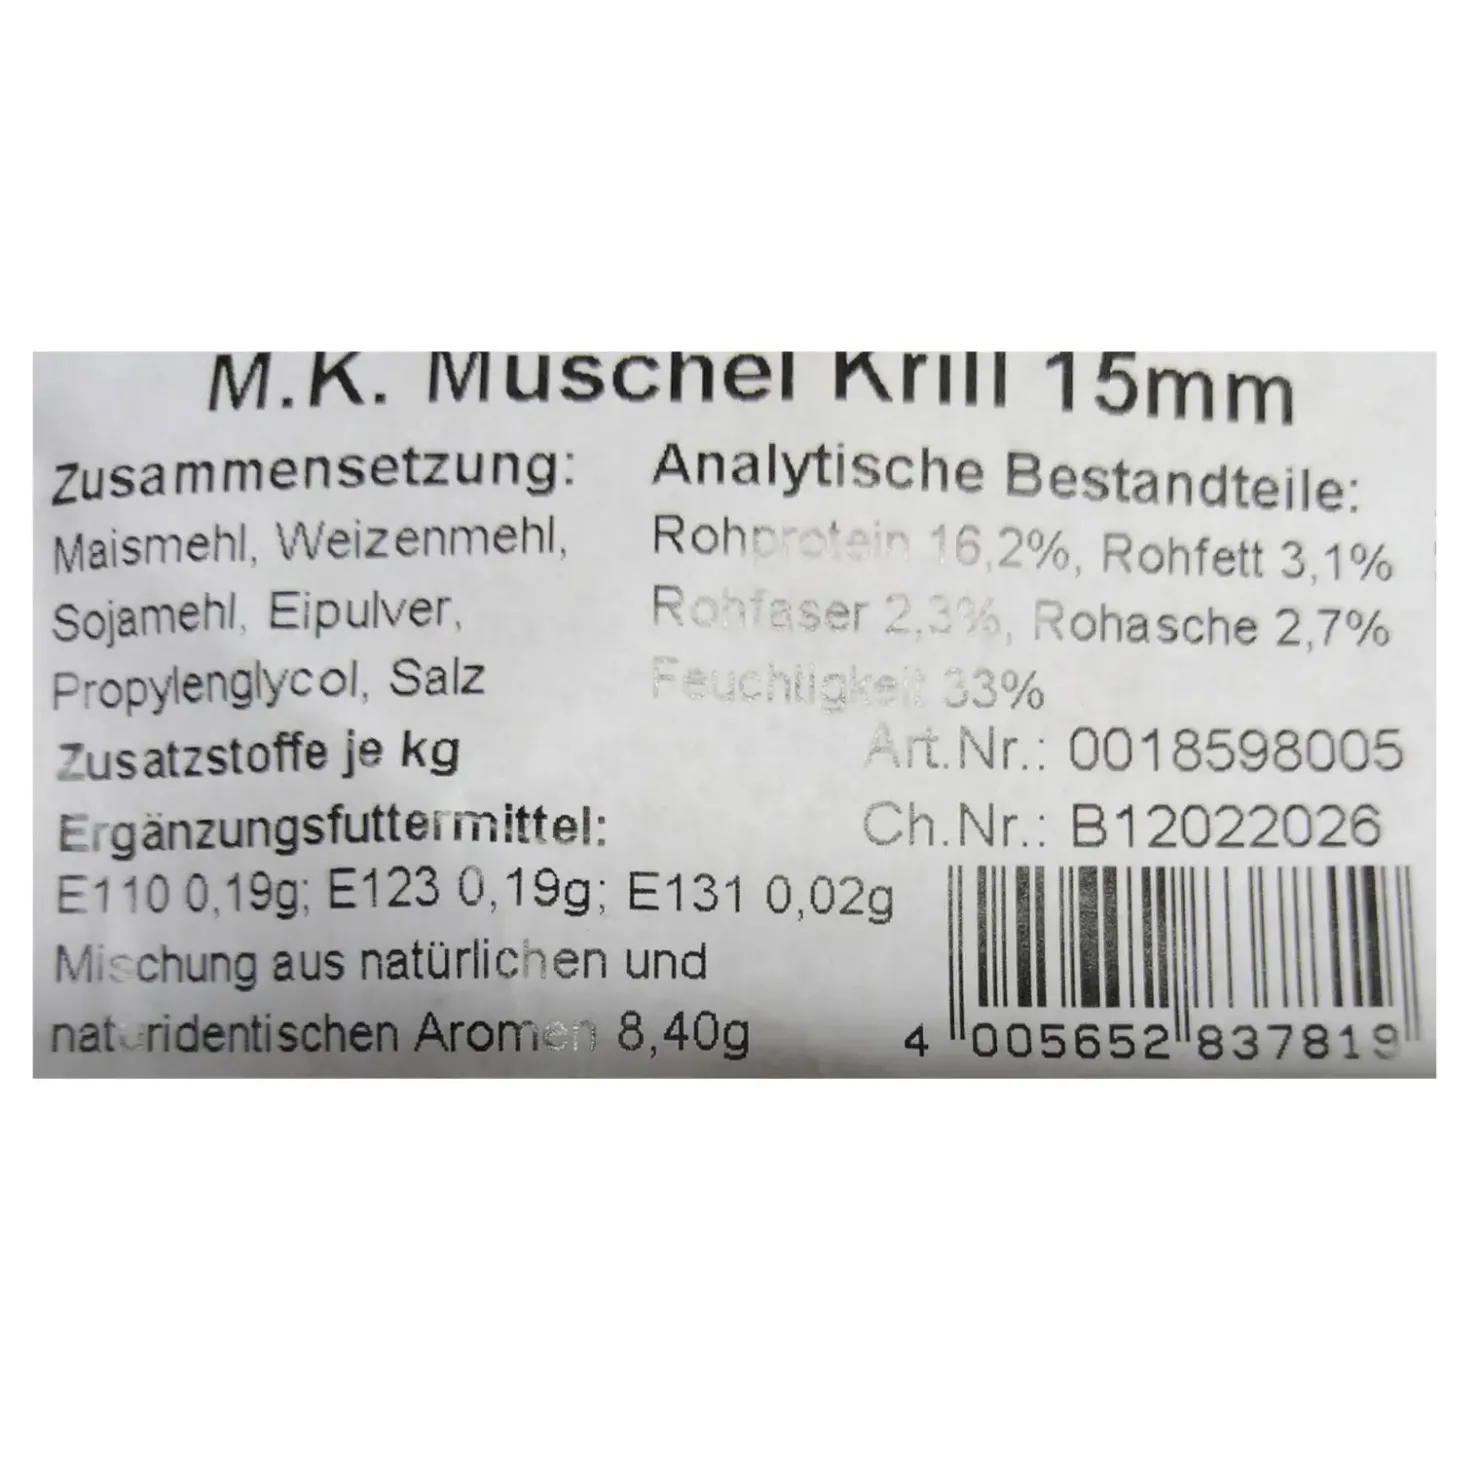 M.K. Muschel Krill 15mm
Zusammensetzung:
Maismehl, Weizenmehl,
Sojamehl, Eipulver,
Propylenglycol, Salz
Zusatzstoffe je kg
Ergänzungsfuttermittel:
E110 0,19g; E123 0,19g; E131 0,02g
Mischung aus natürlichen und
naturidentischen Aromen 8,40g
Analytische Bestandteile:
Rohprotein 16,2%, Rohfett 3,1%
Rohfaser 2,3%, Rohasche 2,7%
Feuchtigkeit 33%
Art.Nr.: 0018598005
Ch.Nr.: B12022026
4 005652 837819